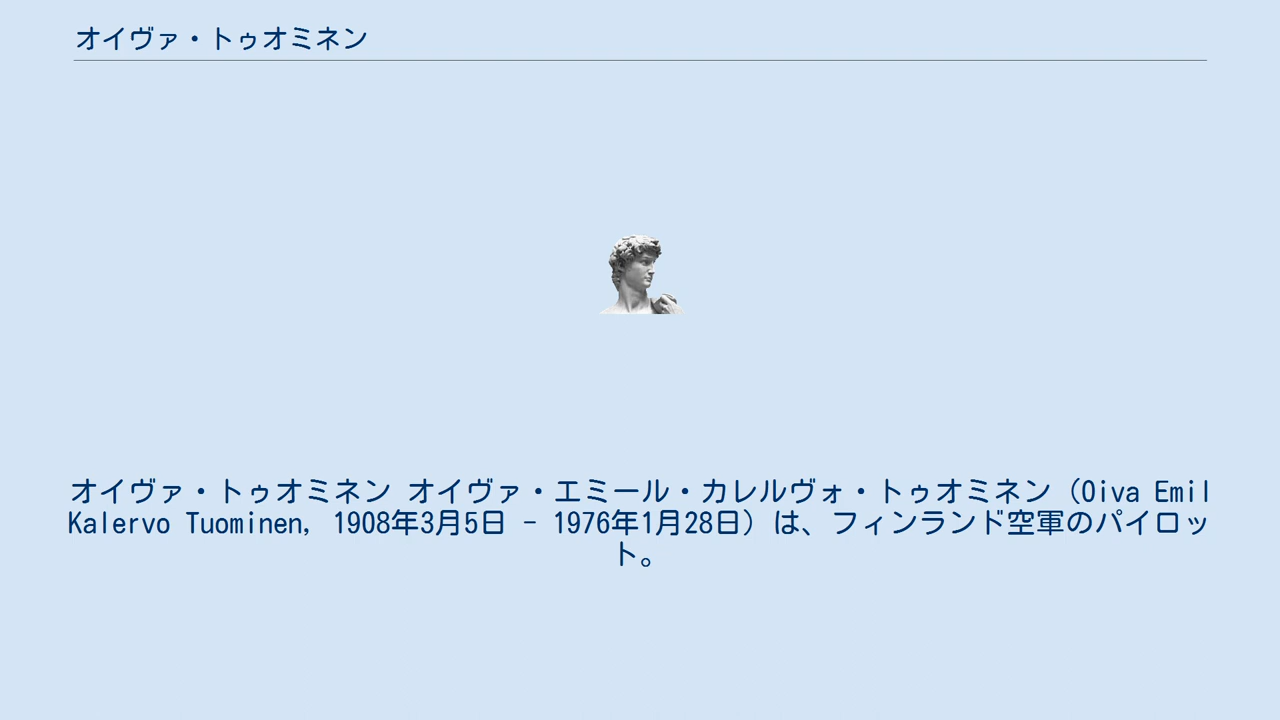 オイヴァ・トゥオミネン
オイヴァ・トゥオミネン オイヴァ・エミール・カレルヴォ・トゥオミネン（Oiva Emil
Kalervo Tuominen, 1908年3月5日 - 1976年1月28日）は、フィンランド空軍のパイロッ
ト。